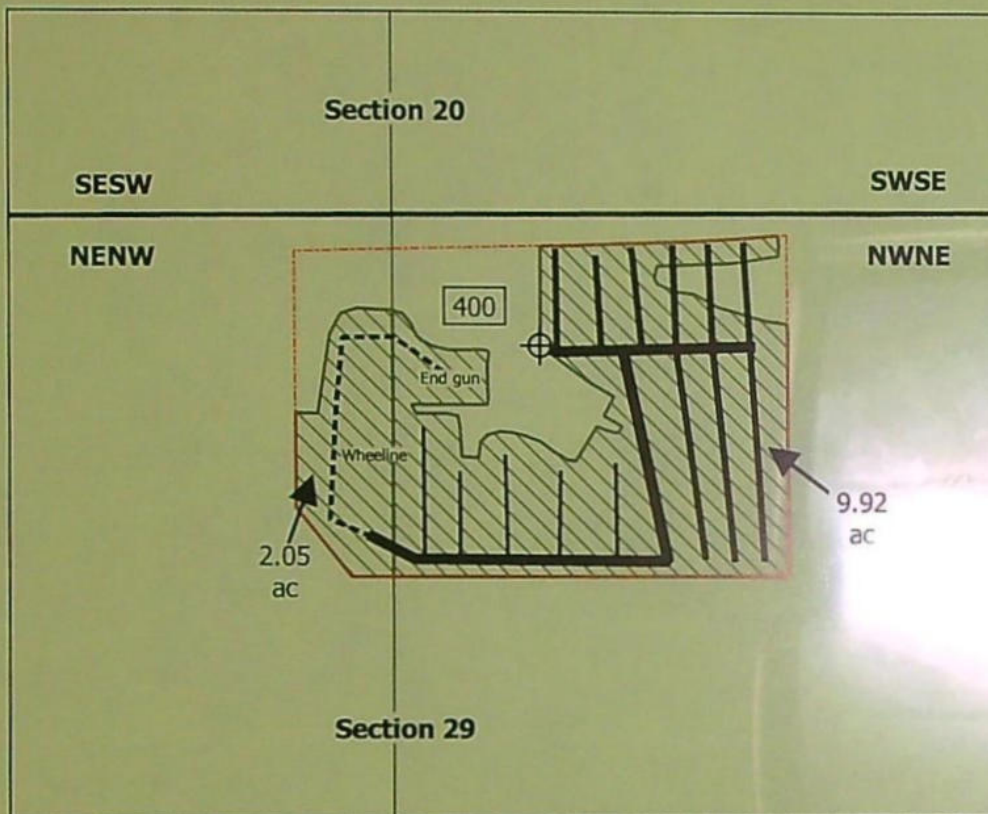 Section 20
SESW
SWSE
NENW
NWNE
400
End gun
Wheeline
9.92
ac
2.05
ac
Section 29